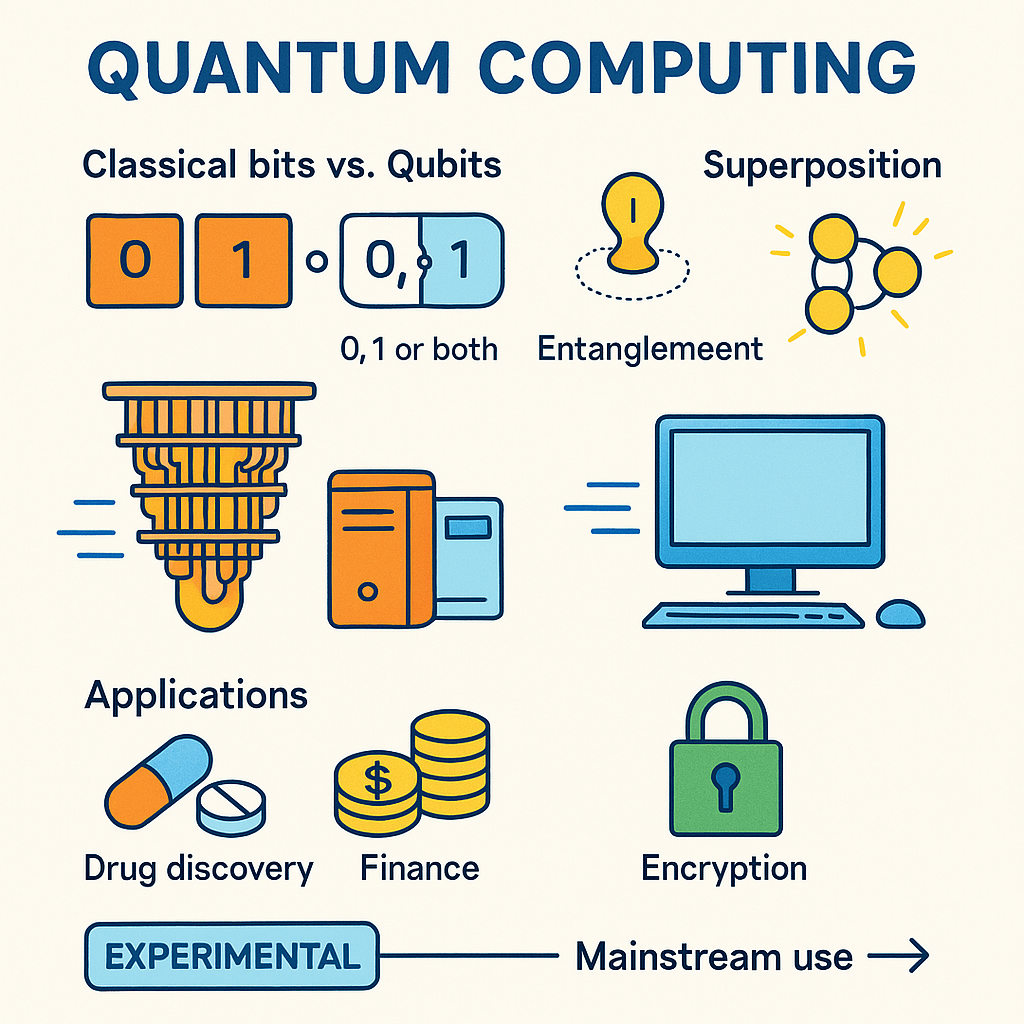 QUANTUM COMPUTING
Classical bits vs. Qubits
Superposition
0 1 0, 1
1
0,1 or both
Entanglemeent
Applications
$
Drug discovery
Finance
Encryption
EXPERIMENTAL
Mainstream use